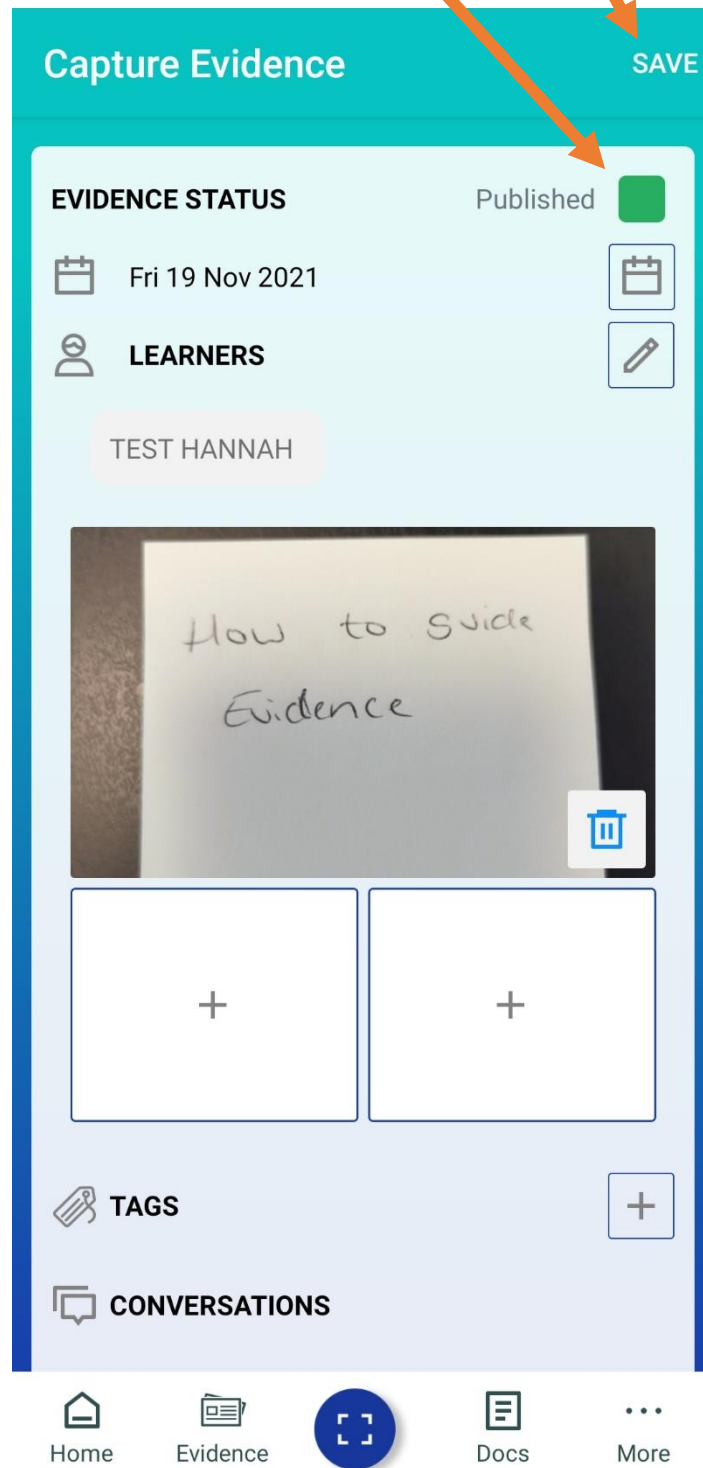 Capture Evidence SAVE
EVIDENCE STATUS Published
Fri 19 Nov 2021
LEARNERS
TEST HANNAH
How to guide
Evidence
+ +
TAGS +
CONVERSATIONS
Home Evidence Docs More